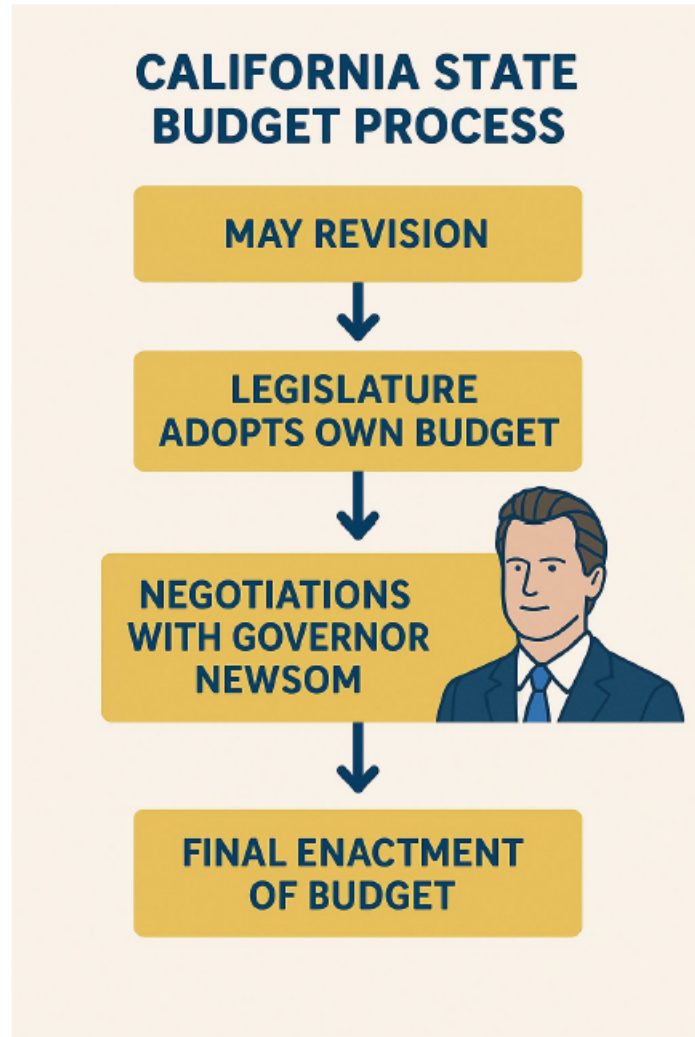 CALIFORNIA STATE
BUDGET PROCESS
MAY REVISION
LEGISLATURE
ADOPTS OWN BUDGET
NEGOTIATIONS
WITH GOVERNOR
NEWSOM
FINAL ENACTMENT
OF BUDGET